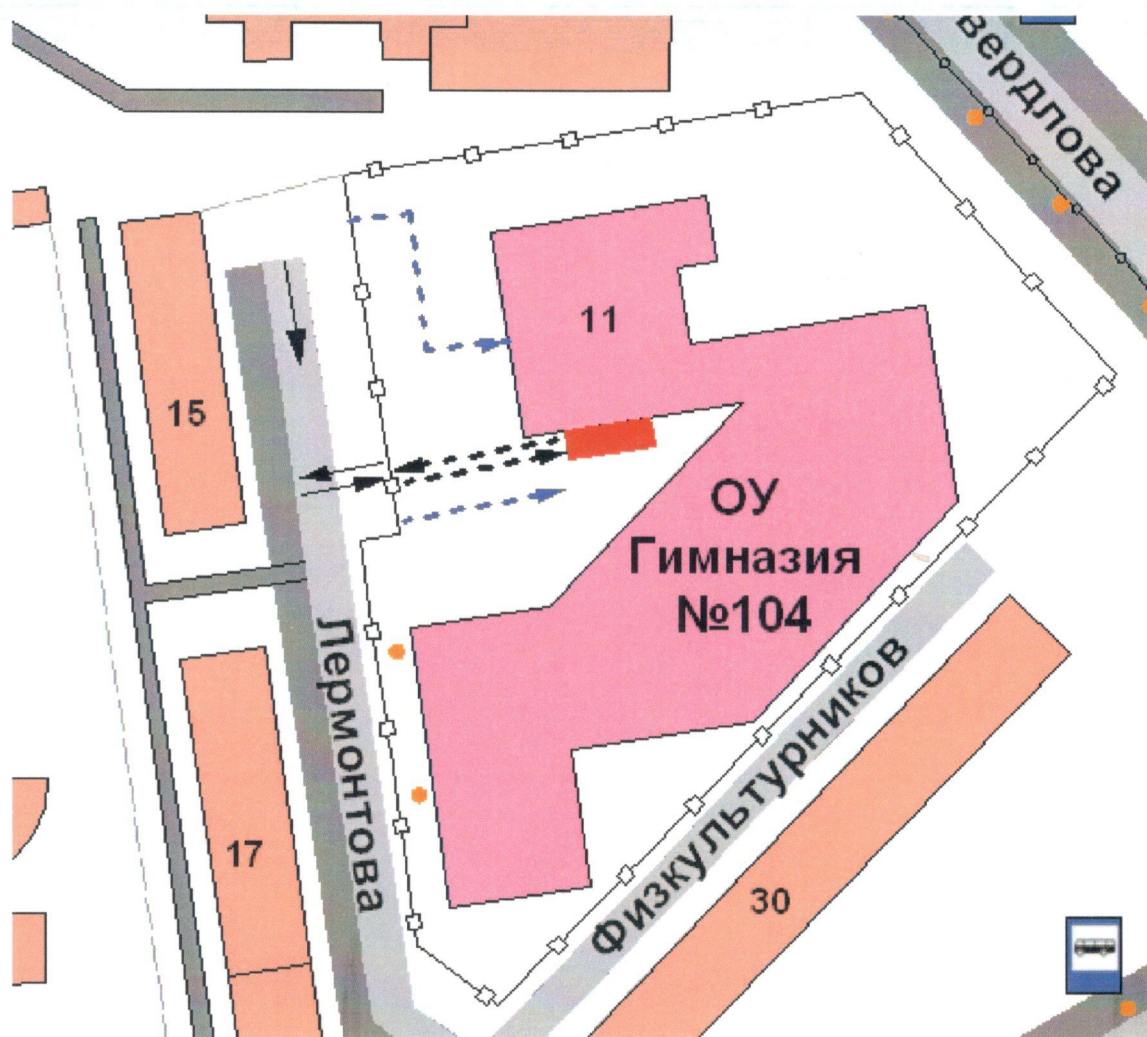 вердлова
11
15
ОУ
Гимназия
№104
Лермонтова
Физкультурников
17
30